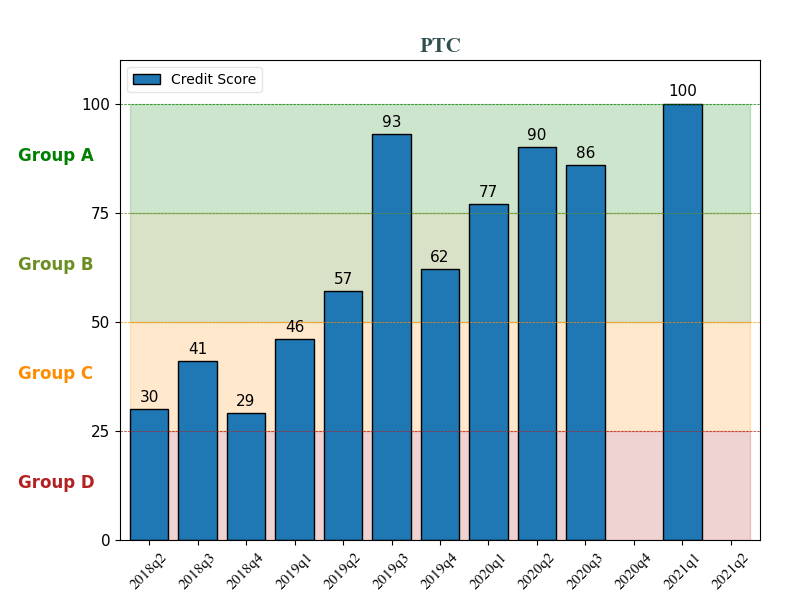 PTC
Credit Score
100
75
50
25
0
Group A
Group B
Group C
Group D
30
41
29
46
57
93
62
77
90
86
100
2018q2
2018q3
2018q4
2019q1
2019q2
2019q3
2019q4
2020q1
2020q2
2020q3
2020q4
2021q1
2021q2